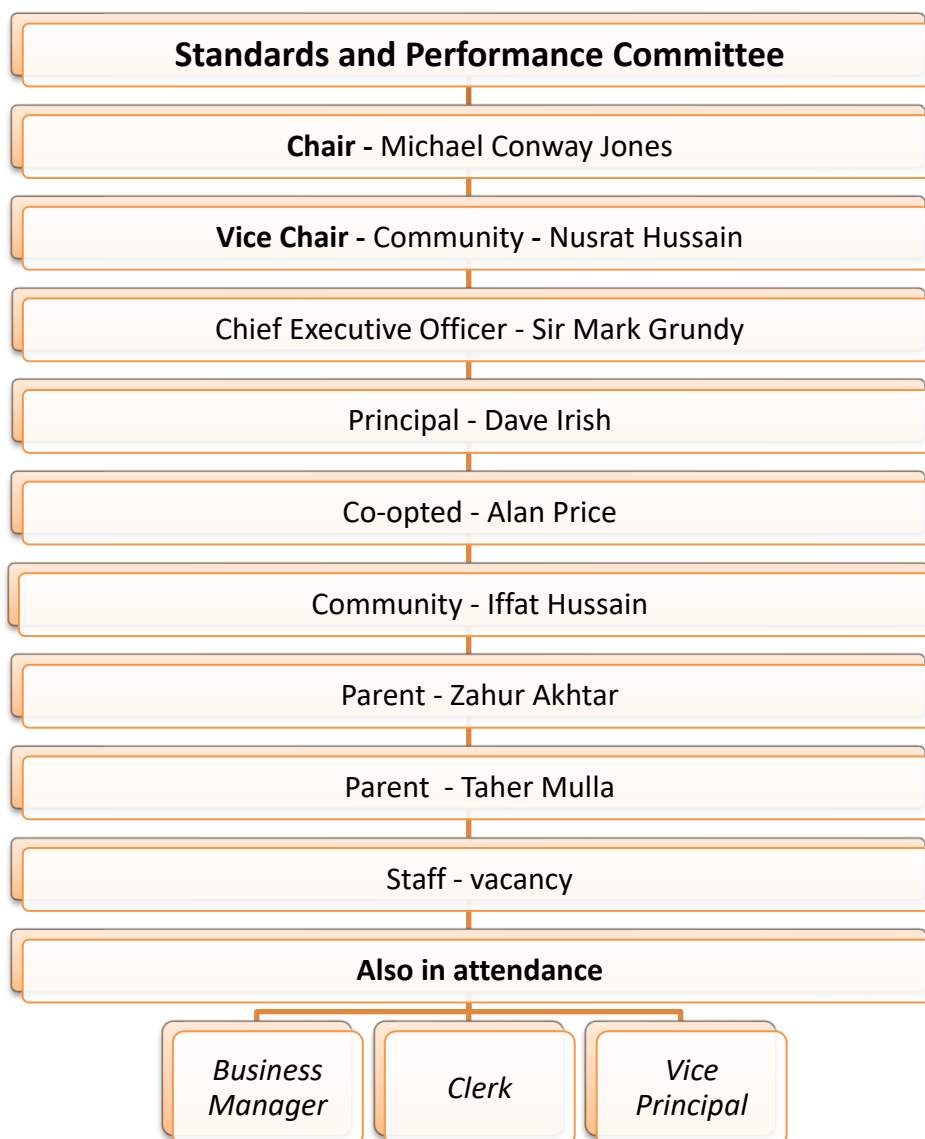 Standards and Performance Committee
Chair - Michael Conway Jones
Vice Chair - Community - Nusrat Hussain
Chief Executive Officer - Sir Mark Grundy
Principal - Dave Irish
Co-opted - Alan Price
Community - Iffat Hussain
Parent - Zahur Akhtar
Parent  - Taher Mulla
Staff - vacancy
Also in attendance
Business
Manager
Clerk
Vice
Principal